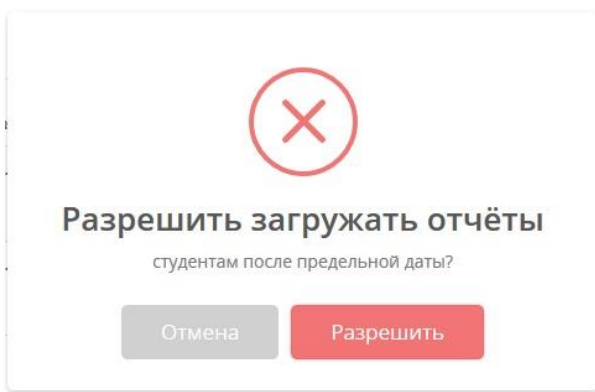 Разрешить загружать отчёты
студентам после предельной даты?
Отмена
Разрешить